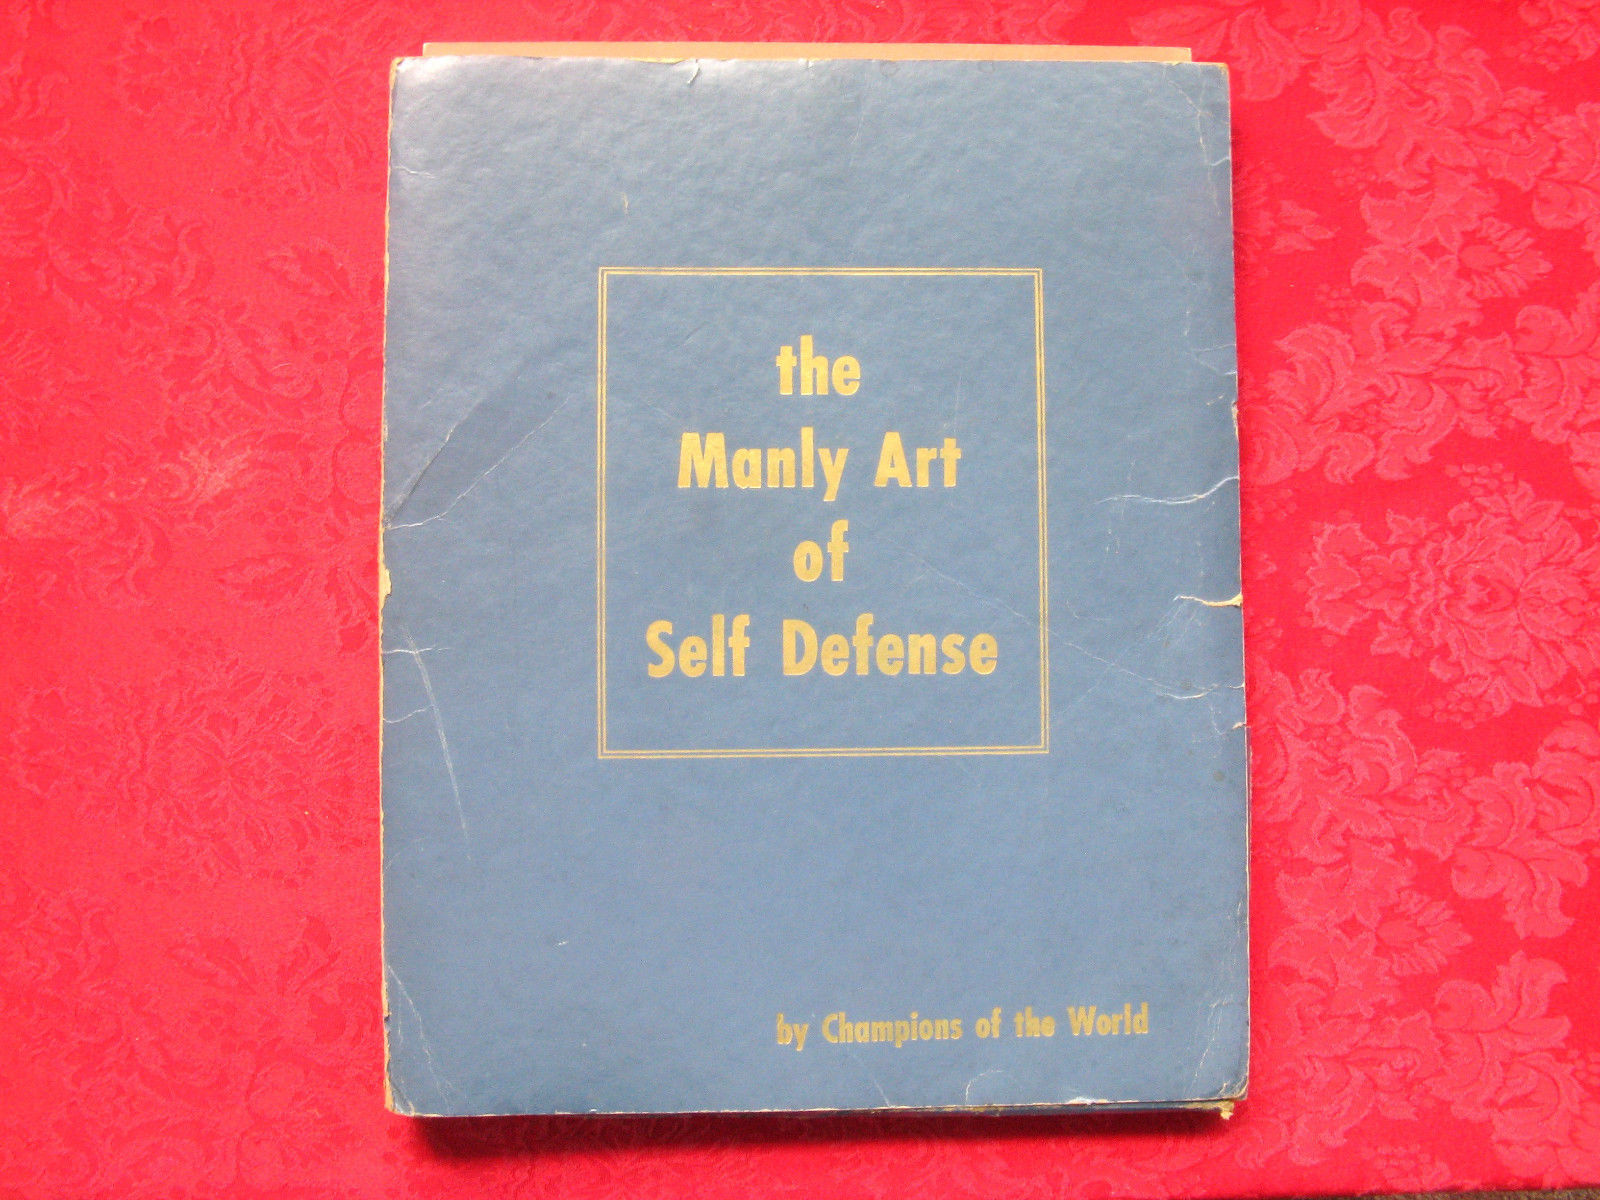 the
Manly Art
of
Self Defense
by Champions of the World